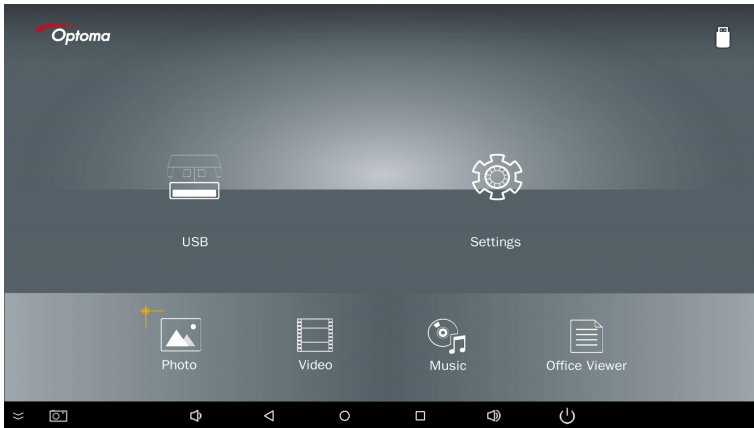 Optoma
USB
Settings
Photo
Video
Music
Office Viewer